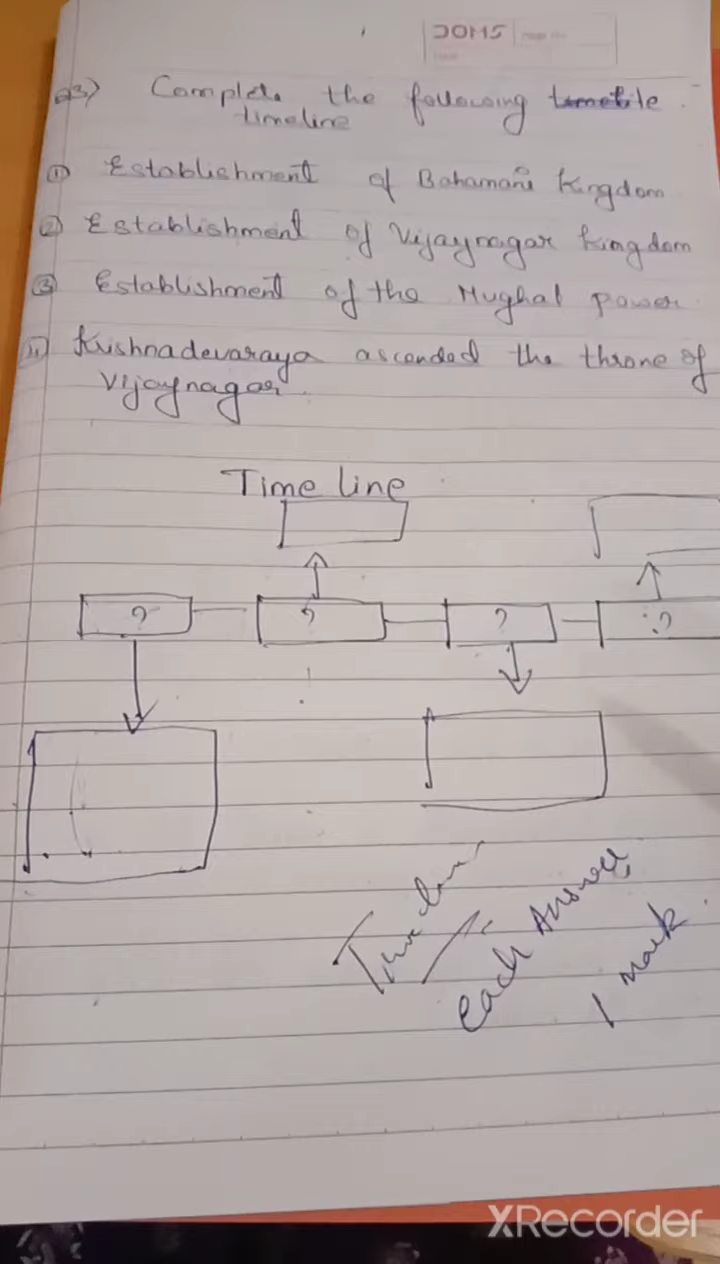 DOMS
Q3) Complete the following
timeline
① Establishment of Bahamani Kingdom
② Establishment of Vijaynagar Kingdom
③ Establishment of the Mughal power.
Krishnadevaraya ascended the throne of
Vijaynagar.
Time line
? ? ? ?
each Answer
1 mark.
XRecorder